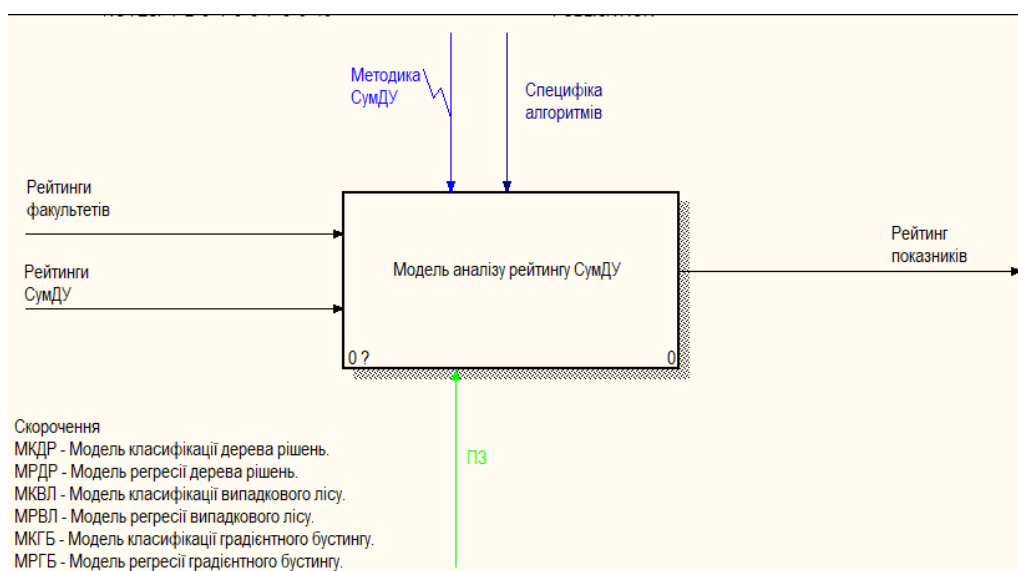 Методика
СумДУ
Специфіка
алгоритмів
Рейтинги
факультетів
Рейтинги
СумДУ
Модель аналізу рейтингу СумДУ
0 ?
0
Рейтинг
показників
ПЗ
Скорочення
МКДР - Модель класифікації дерева рішень.
МРДР - Модель регресії дерева рішень.
МКВЛ - Модель класифікації випадкового лісу.
МРВЛ - Модель регресії випадкового лісу.
МКГБ - Модель класифікації градієнтного бустингу.
МРГБ - Модель регресії градієнтного бустингу.